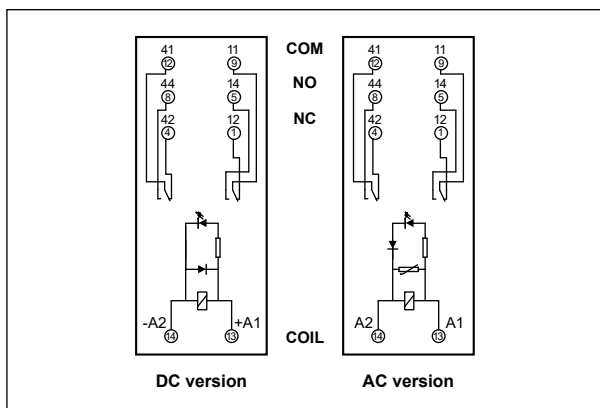 41 11 COM 41 11
12 9 12 9
44 14 NO 44 14
8 5 8 5
42 12 NC 42 12
4 1 4 1
-A2 +A1 COIL A2 A1
14 13 14 13
DC version AC version